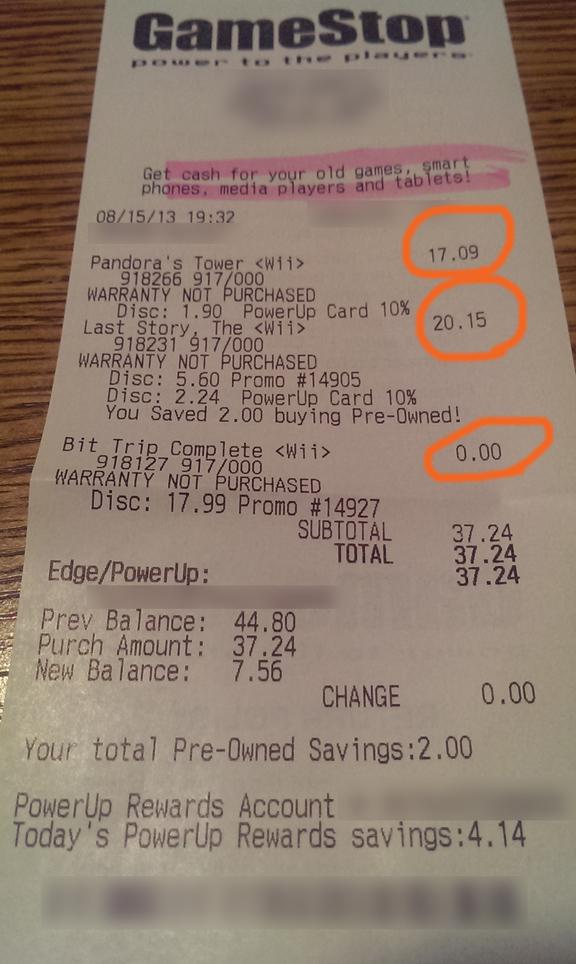 GameStop
power to the players
Get cash for your old games, smart
phones, media players and tablets!
08/15/13 19:32
Pandora's Tower <Wii> 17.09
918266 917/000
WARRANTY NOT PURCHASED
Disc: 1.90 PowerUp Card 10%
Last Story, The <Wii> 20.15
918231 917/000
WARRANTY NOT PURCHASED
Disc: 5.60 Promo #14905
Disc: 2.24 PowerUp Card 10%
You Saved 2.00 buying Pre-Owned!
Bit Trip Complete <Wii> 0.00
918127 917/000
WARRANTY NOT PURCHASED
Disc: 17.99 Promo #14927
SUBTOTAL 37.24
TOTAL 37.24
Edge/PowerUp: 37.24
Prev Balance: 44.80
Purch Amount: 37.24
New Balance: 7.56
CHANGE 0.00
Your total Pre-Owned Savings:2.00
PowerUp Rewards Account
Today's PowerUp Rewards savings:4.14